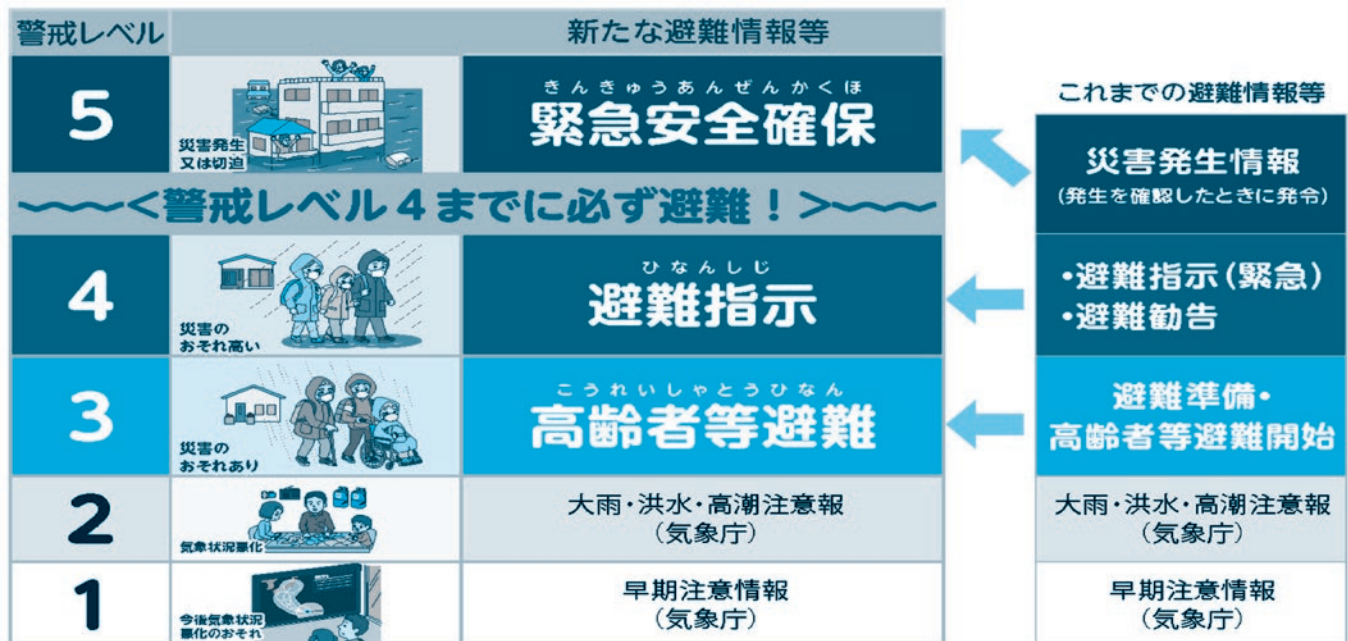 警戒レベル
新たな避難情報等
5
災害発生
又は切迫
きんきゅうあんぜんかくほ
緊急安全確保
〜〜〜<警戒レベル4までに必ず避難!>〜〜〜
4
災害の
おそれ高い
ひなんしじ
避難指示
3
災害の
おそれあり
こうれいしゃとうひなん
高齢者等避難
2
気象状況悪化
大雨・洪水・高潮注意報
(気象庁)
1
今後気象状況
悪化のおそれ
早期注意情報
(気象庁)
これまでの避難情報等
災害発生情報
(発生を確認したときに発令)
・避難指示(緊急)
・避難勧告
避難準備・
高齢者等避難開始
大雨・洪水・高潮注意報
(気象庁)
早期注意情報
(気象庁)